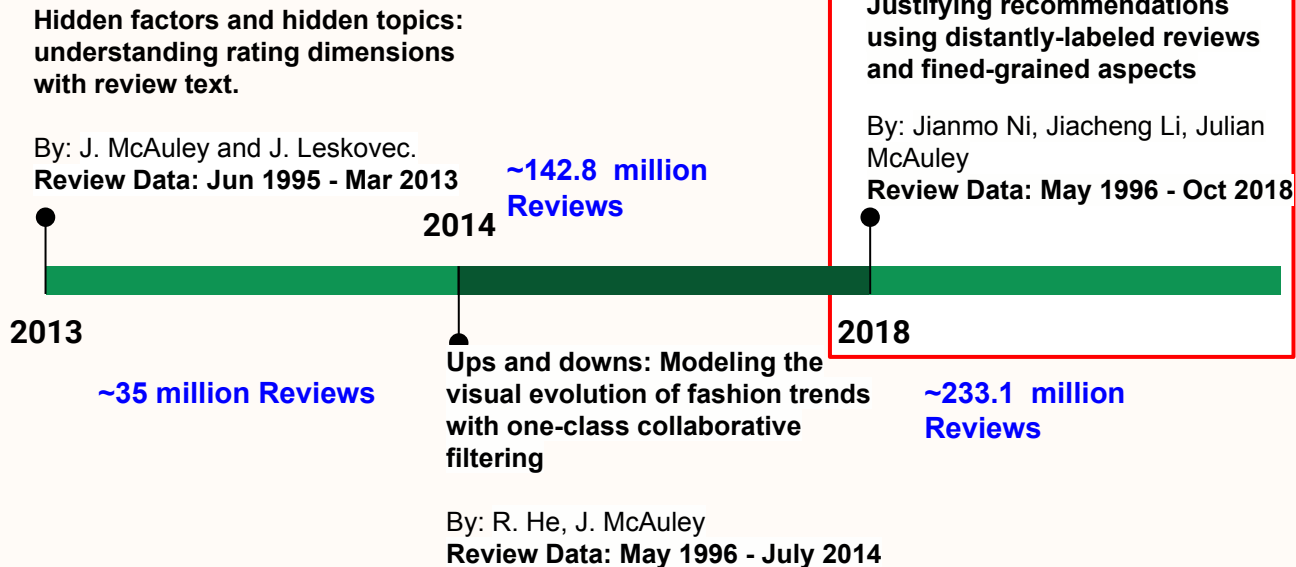 Hidden factors and hidden topics:
understanding rating dimensions
with review text.
By: J. McAuley and J. Leskovec.
Review Data: Jun 1995 - Mar 2013
2013
~35 million Reviews
2014
~142.8 million
Reviews
Ups and downs: Modeling the
visual evolution of fashion trends
with one-class collaborative
filtering
By: R. He, J. McAuley
Review Data: May 1996 - July 2014
Justifying recommendations
using distantly-labeled reviews
and fined-grained aspects
By: Jianmo Ni, Jiacheng Li, Julian
McAuley
Review Data: May 1996 - Oct 2018
2018
~233.1 million
Reviews